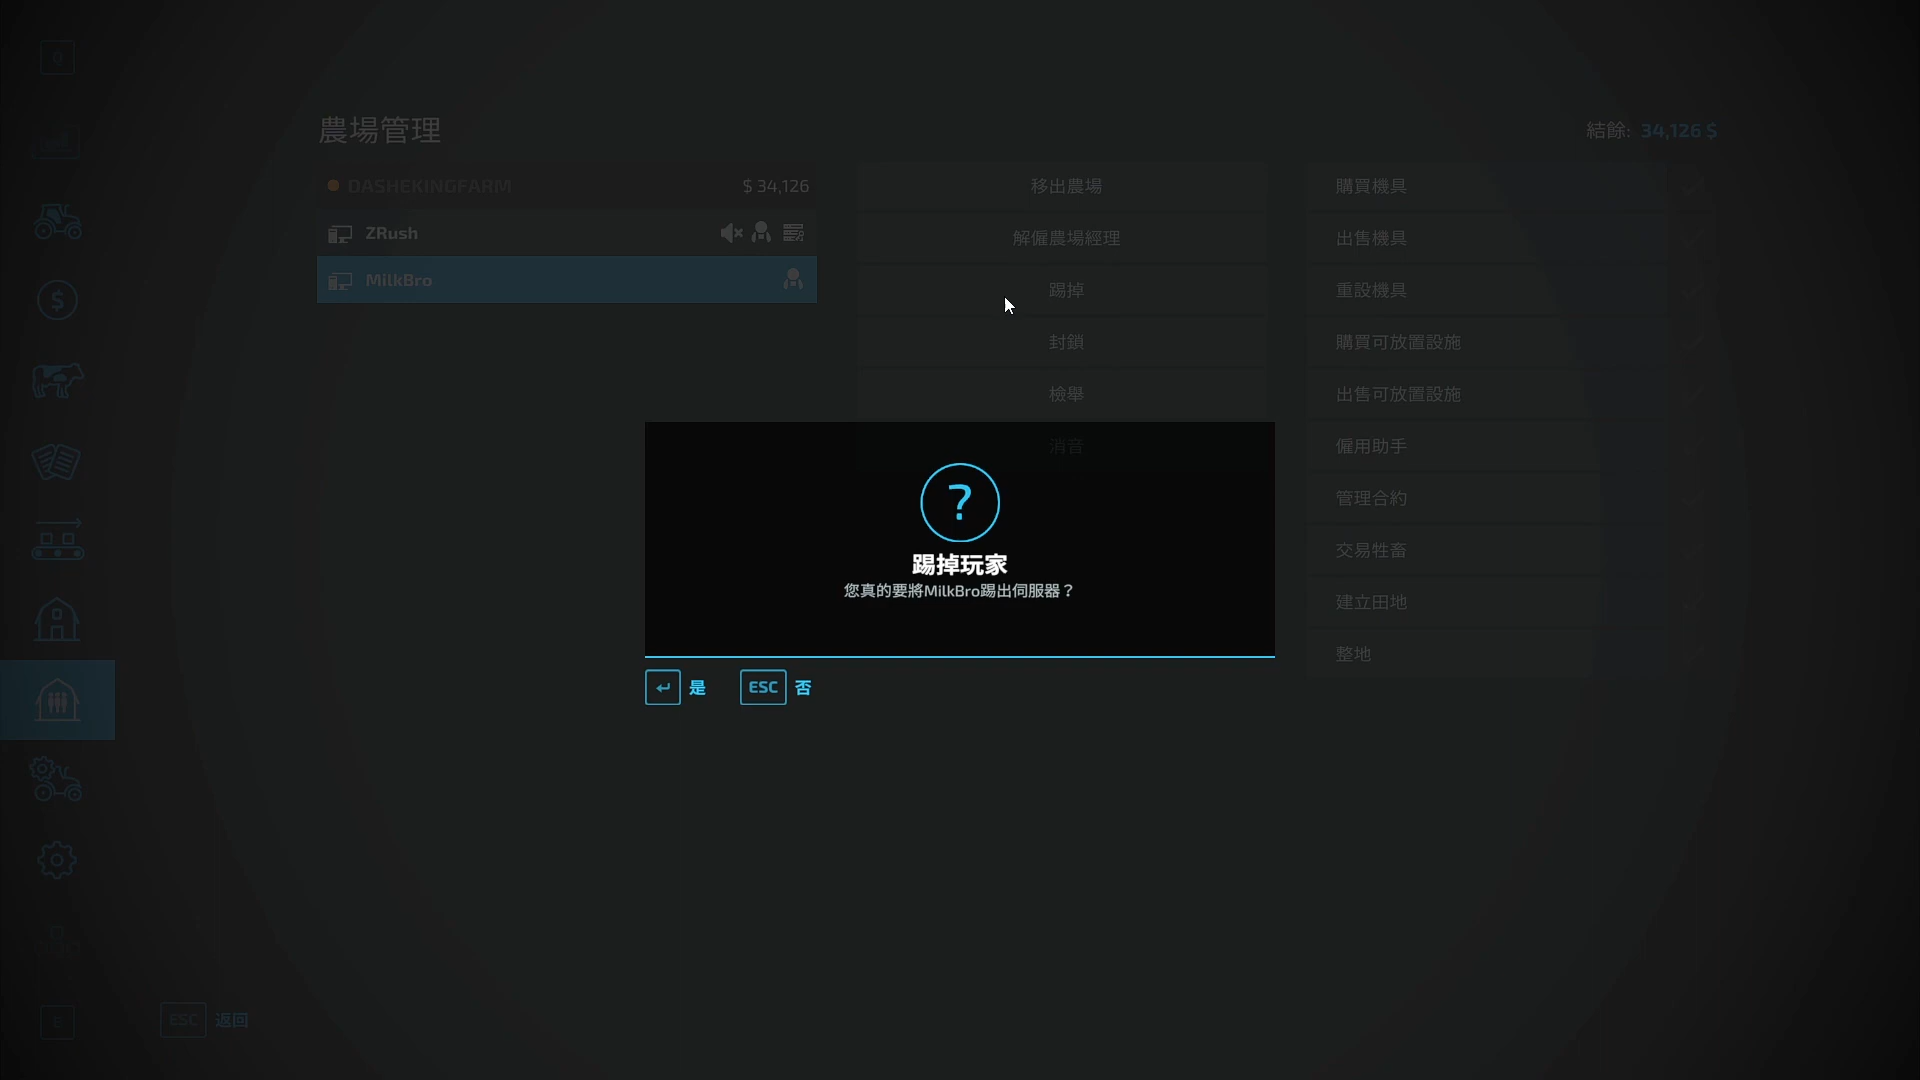 Q
農場管理
結餘: 34,126 $
DASHEKINGFARM $ 34,126
ZRush
MilkBro
移出農場
解僱農場經理
踢掉
封鎖
檢舉
消音
購買機具
出售機具
重設機具
購買可放置設施
出售可放置設施
僱用助手
管理合約
交易牲畜
建立田地
整地
?
踢掉玩家
您真的要將MilkBro踢出伺服器？
是
ESC 否
E
ESC 返回